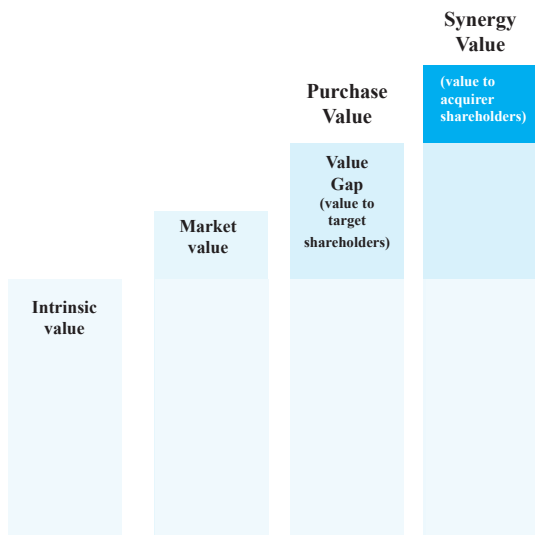 Synergy
Value
(value to
acquirer
shareholders)
Purchase
Value
Value
Gap
(value to
target
shareholders)
Market
value
Intrinsic
value